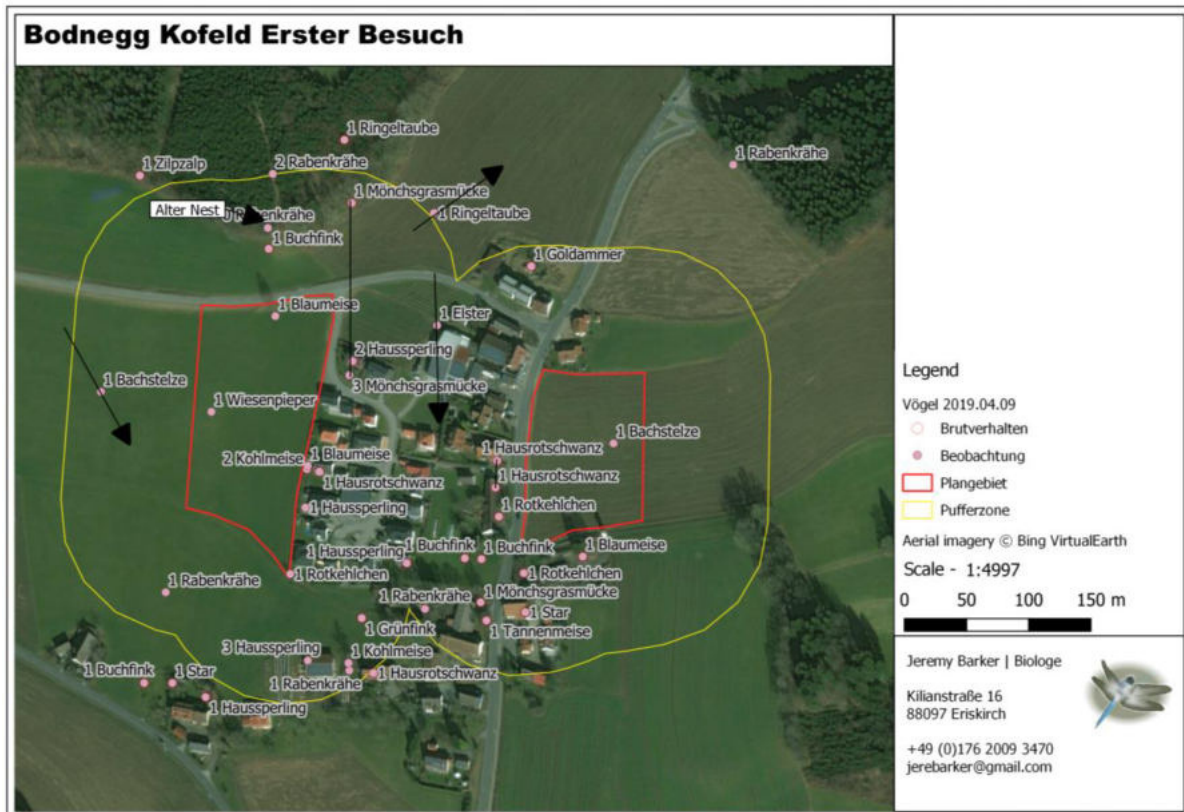 Bodnegg Kofeld Erster Besuch
1 Ringeltaube
1 Zilpzalp
2 Rabenkrähe
1 Rabenkrähe
1 Mönchsgrasmücke
Alter Nest
0 Rabenkrähe
1 Ringeltaube
1 Buchfink
1 Goldammer
1 Blaumeise
1 Elster
2 Haussperling
1 Bachstelze
3 Mönchsgrasmücke
1 Wiesenpieper
1 Bachstelze
1 Hausrotschwanz
2 Kohlmeise
1 Blaumeise
1 Hausrotschwanz
1 Hausrotschwanz
1 Haussperling
1 Rotkehlchen
1 Haussperling
1 Buchfink
1 Buchfink
1 Blaumeise
1 Rotkehlchen
1 Rotkehlchen
1 Rabenkrähe
1 Rabenkrähe
1 Mönchsgrasmücke
1 Star
1 Grünfink
1 Tannenmeise
3 Haussperling
1 Kohlmeise
1 Buchfink
1 Star
1 Rabenkrähe
1 Hausrotschwanz
1 Haussperling
Legend
Vögel 2019.04.09
Brutverhalten
Beobachtung
Plangebiet
Pufferzone
Aerial imagery © Bing VirtualEarth
Scale - 1:4997
0 50 100 150 m
Jeremy Barker | Biologe
Kilianstraße 16
88097 Eriskirch
+49 (0)176 2009 3470
jerebarker@gmail.com